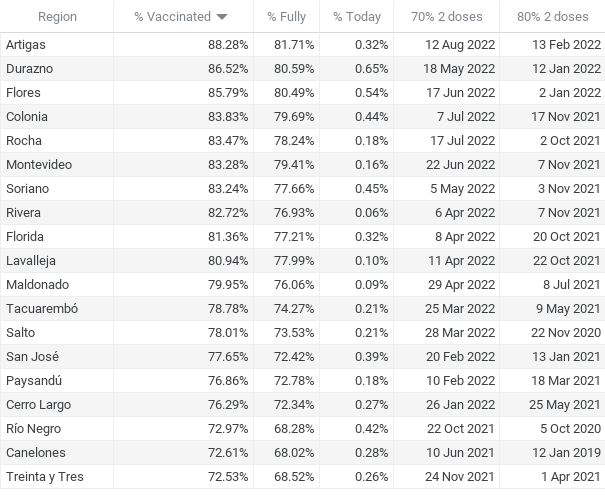 Region % Vaccinated % Fully % Today 70% 2 doses 80% 2 doses
Artigas 88.28% 81.71% 0.32% 12 Aug 2022 13 Feb 2022
Durazno 86.52% 80.59% 0.65% 18 May 2022 12 Jan 2022
Flores 85.79% 80.49% 0.54% 17 Jun 2022 2 Jan 2022
Colonia 83.83% 79.69% 0.44% 7 Jul 2022 17 Nov 2021
Rocha 83.47% 78.24% 0.18% 17 Jul 2022 2 Oct 2021
Montevideo 83.28% 79.41% 0.16% 22 Jun 2022 7 Nov 2021
Soriano 83.24% 77.66% 0.45% 5 May 2022 3 Nov 2021
Rivera 82.72% 76.93% 0.06% 6 Apr 2022 7 Nov 2021
Florida 81.36% 77.21% 0.32% 8 Apr 2022 20 Oct 2021
Lavalleja 80.94% 77.99% 0.10% 11 Apr 2022 22 Oct 2021
Maldonado 79.95% 76.06% 0.09% 29 Apr 2022 8 Jul 2021
Tacuarembó 78.78% 74.27% 0.21% 25 Mar 2022 9 May 2021
Salto 78.01% 73.53% 0.21% 28 Mar 2022 22 Nov 2020
San José 77.65% 72.42% 0.39% 20 Feb 2022 13 Jan 2021
Paysandú 76.86% 72.78% 0.18% 10 Feb 2022 18 Mar 2021
Cerro Largo 76.29% 72.34% 0.27% 26 Jan 2022 25 May 2021
Río Negro 72.97% 68.28% 0.42% 22 Oct 2021 5 Oct 2020
Canelones 72.61% 68.02% 0.28% 10 Jun 2021 12 Jan 2019
Treinta y Tres 72.53% 68.52% 0.26% 24 Nov 2021 1 Apr 2021